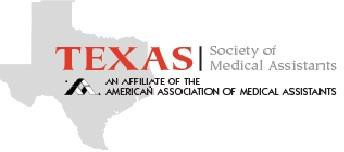 TEXAS | Society of
Medical Assistants
AN AFFILIATE OF THE
AMERICAN ASSOCIATION OF MEDICAL ASSISTANTS